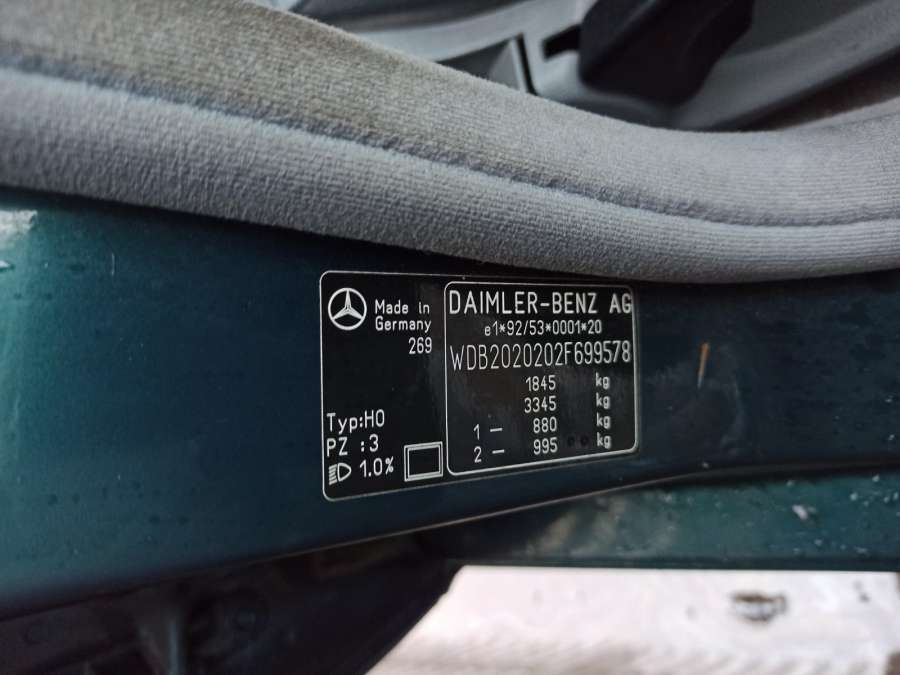 Made in
Germany
269
Typ:HO
PZ :3
1.0%
DAIMLER-BENZ AG
e1*92/53*0001*20
WDB2020202F699578
1845 kg
3345 kg
1 – 880 kg
2 – 995 kg